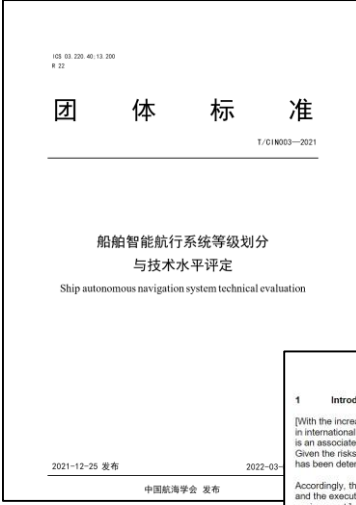 ICS 03.220.40;13.200
R 22
团 体 标 准
T/CIN003—2021
船舶智能航行系统等级划分
与技术水平评定
Ship autonomous navigation system technical evaluation
2021-12-25 发布
2022-03-
中国航海学会 发布
1 Introd
[With the increa
in international
is an associate
Given the risks
has been deter
Accordingly, th
and the execut